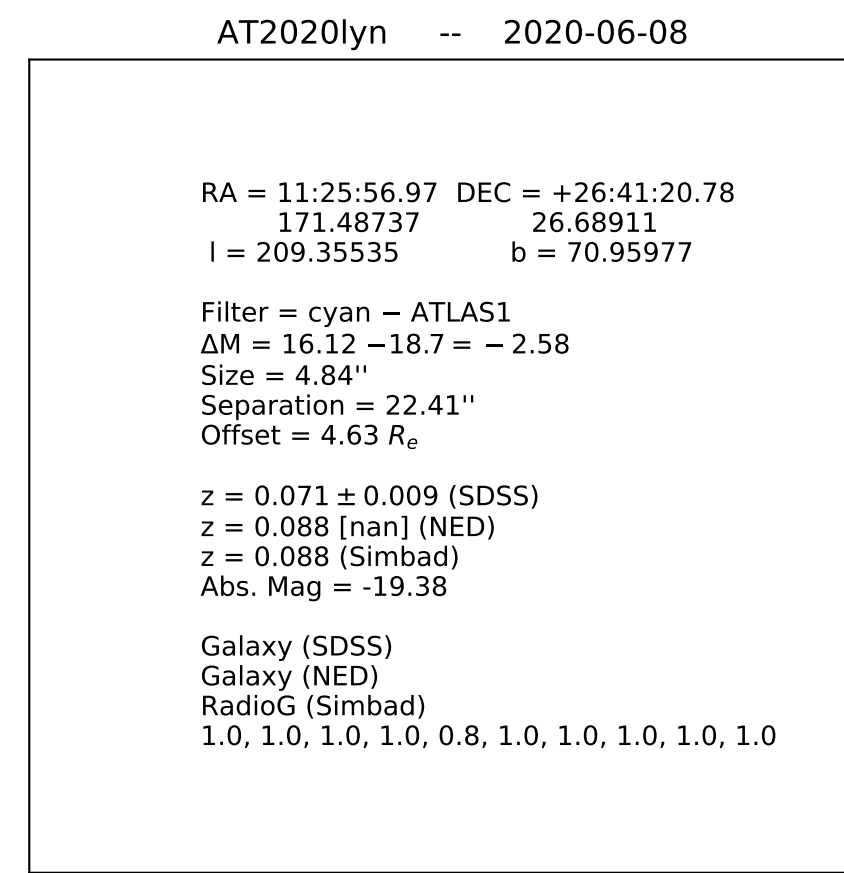 AT2020lyn -- 2020-06-08
RA = 11:25:56.97 DEC = +26:41:20.78
171.48737 26.68911
l = 209.35535 b = 70.95977
Filter = cyan − ATLAS1
ΔM = 16.12 −18.7 = − 2.58
Size = 4.84''
Separation = 22.41''
Offset = 4.63 Re
z = 0.071 ± 0.009 (SDSS)
z = 0.088 [nan] (NED)
z = 0.088 (Simbad)
Abs. Mag = -19.38
Galaxy (SDSS)
Galaxy (NED)
RadioG (Simbad)
1.0, 1.0, 1.0, 1.0, 0.8, 1.0, 1.0, 1.0, 1.0, 1.0